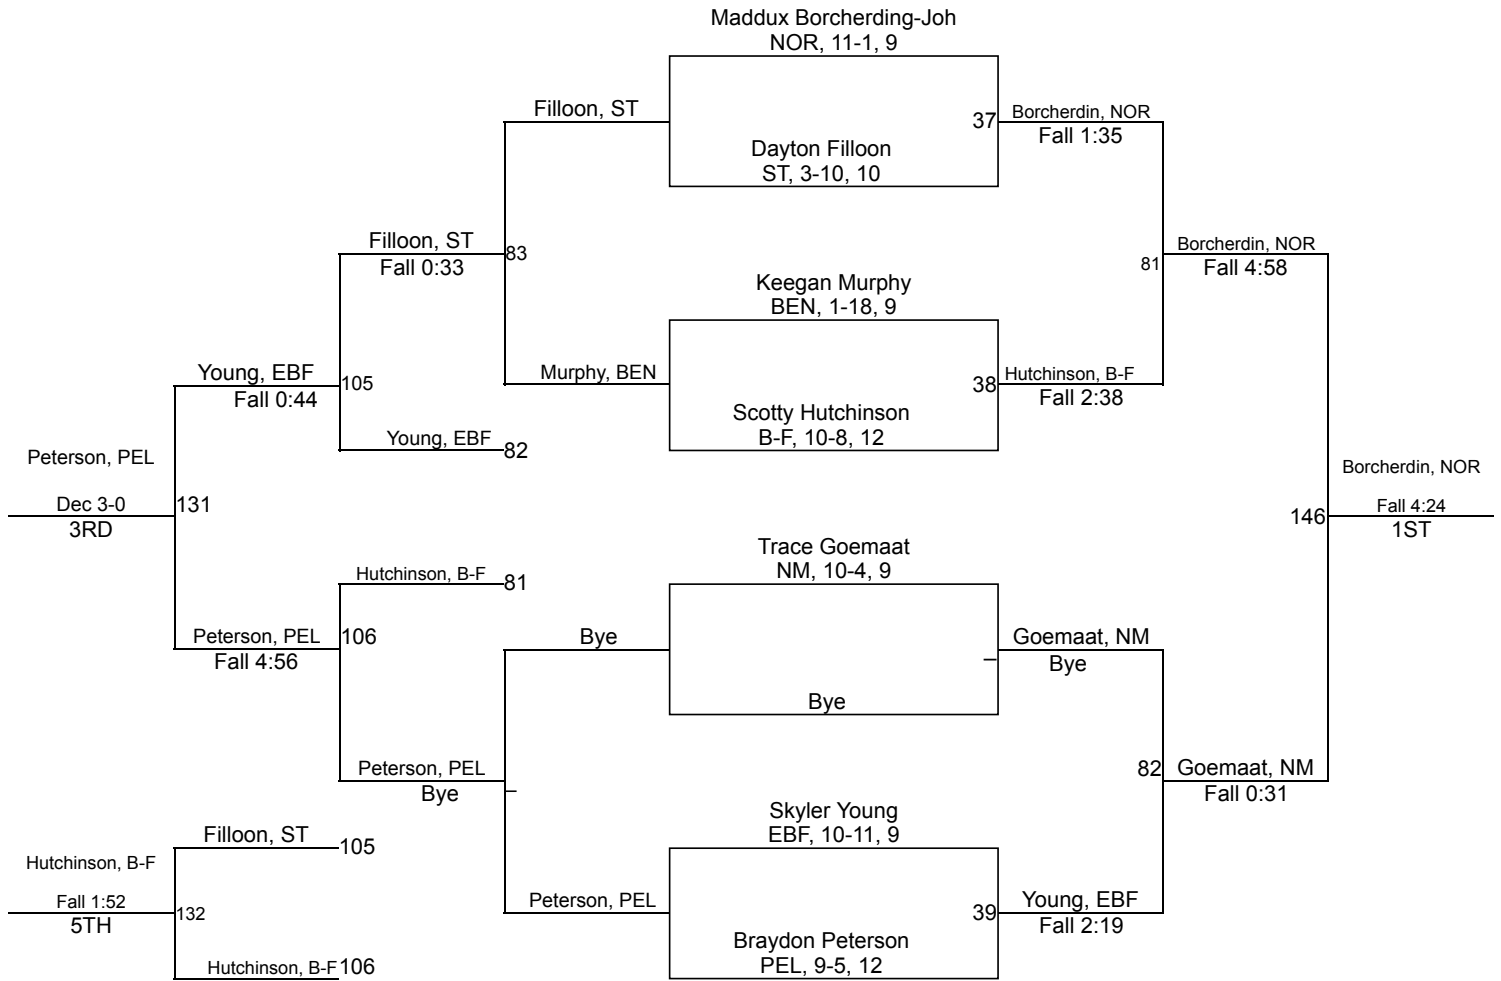 Maddux Borcherding-Joh
NOR, 11-1, 9
Filloon, ST
37
Borcherdin, NOR
Fall 1:35
Dayton Filloon
ST, 3-10, 10
Filloon, ST
Fall 0:33
83
81
Borcherdin, NOR
Fall 4:58
Keegan Murphy
BEN, 1-18, 9
Young, EBF
Fall 0:44
105
Murphy, BEN
38
Hutchinson, B-F
Fall 2:38
Scotty Hutchinson
B-F, 10-8, 12
Young, EBF
82
Peterson, PEL
Dec 3-0
3RD
131
146
Borcherdin, NOR
Fall 4:24
1ST
Trace Goemaat
NM, 10-4, 9
Hutchinson, B-F
81
Peterson, PEL
Fall 4:56
106
Bye
Goemaat, NM
Bye
Bye
Peterson, PEL
Bye
82
Goemaat, NM
Fall 0:31
Skyler Young
EBF, 10-11, 9
Filloon, ST
105
Hutchinson, B-F
Fall 1:52
5TH
132
Peterson, PEL
39
Young, EBF
Fall 2:19
Braydon Peterson
PEL, 9-5, 12
Hutchinson, B-F
106